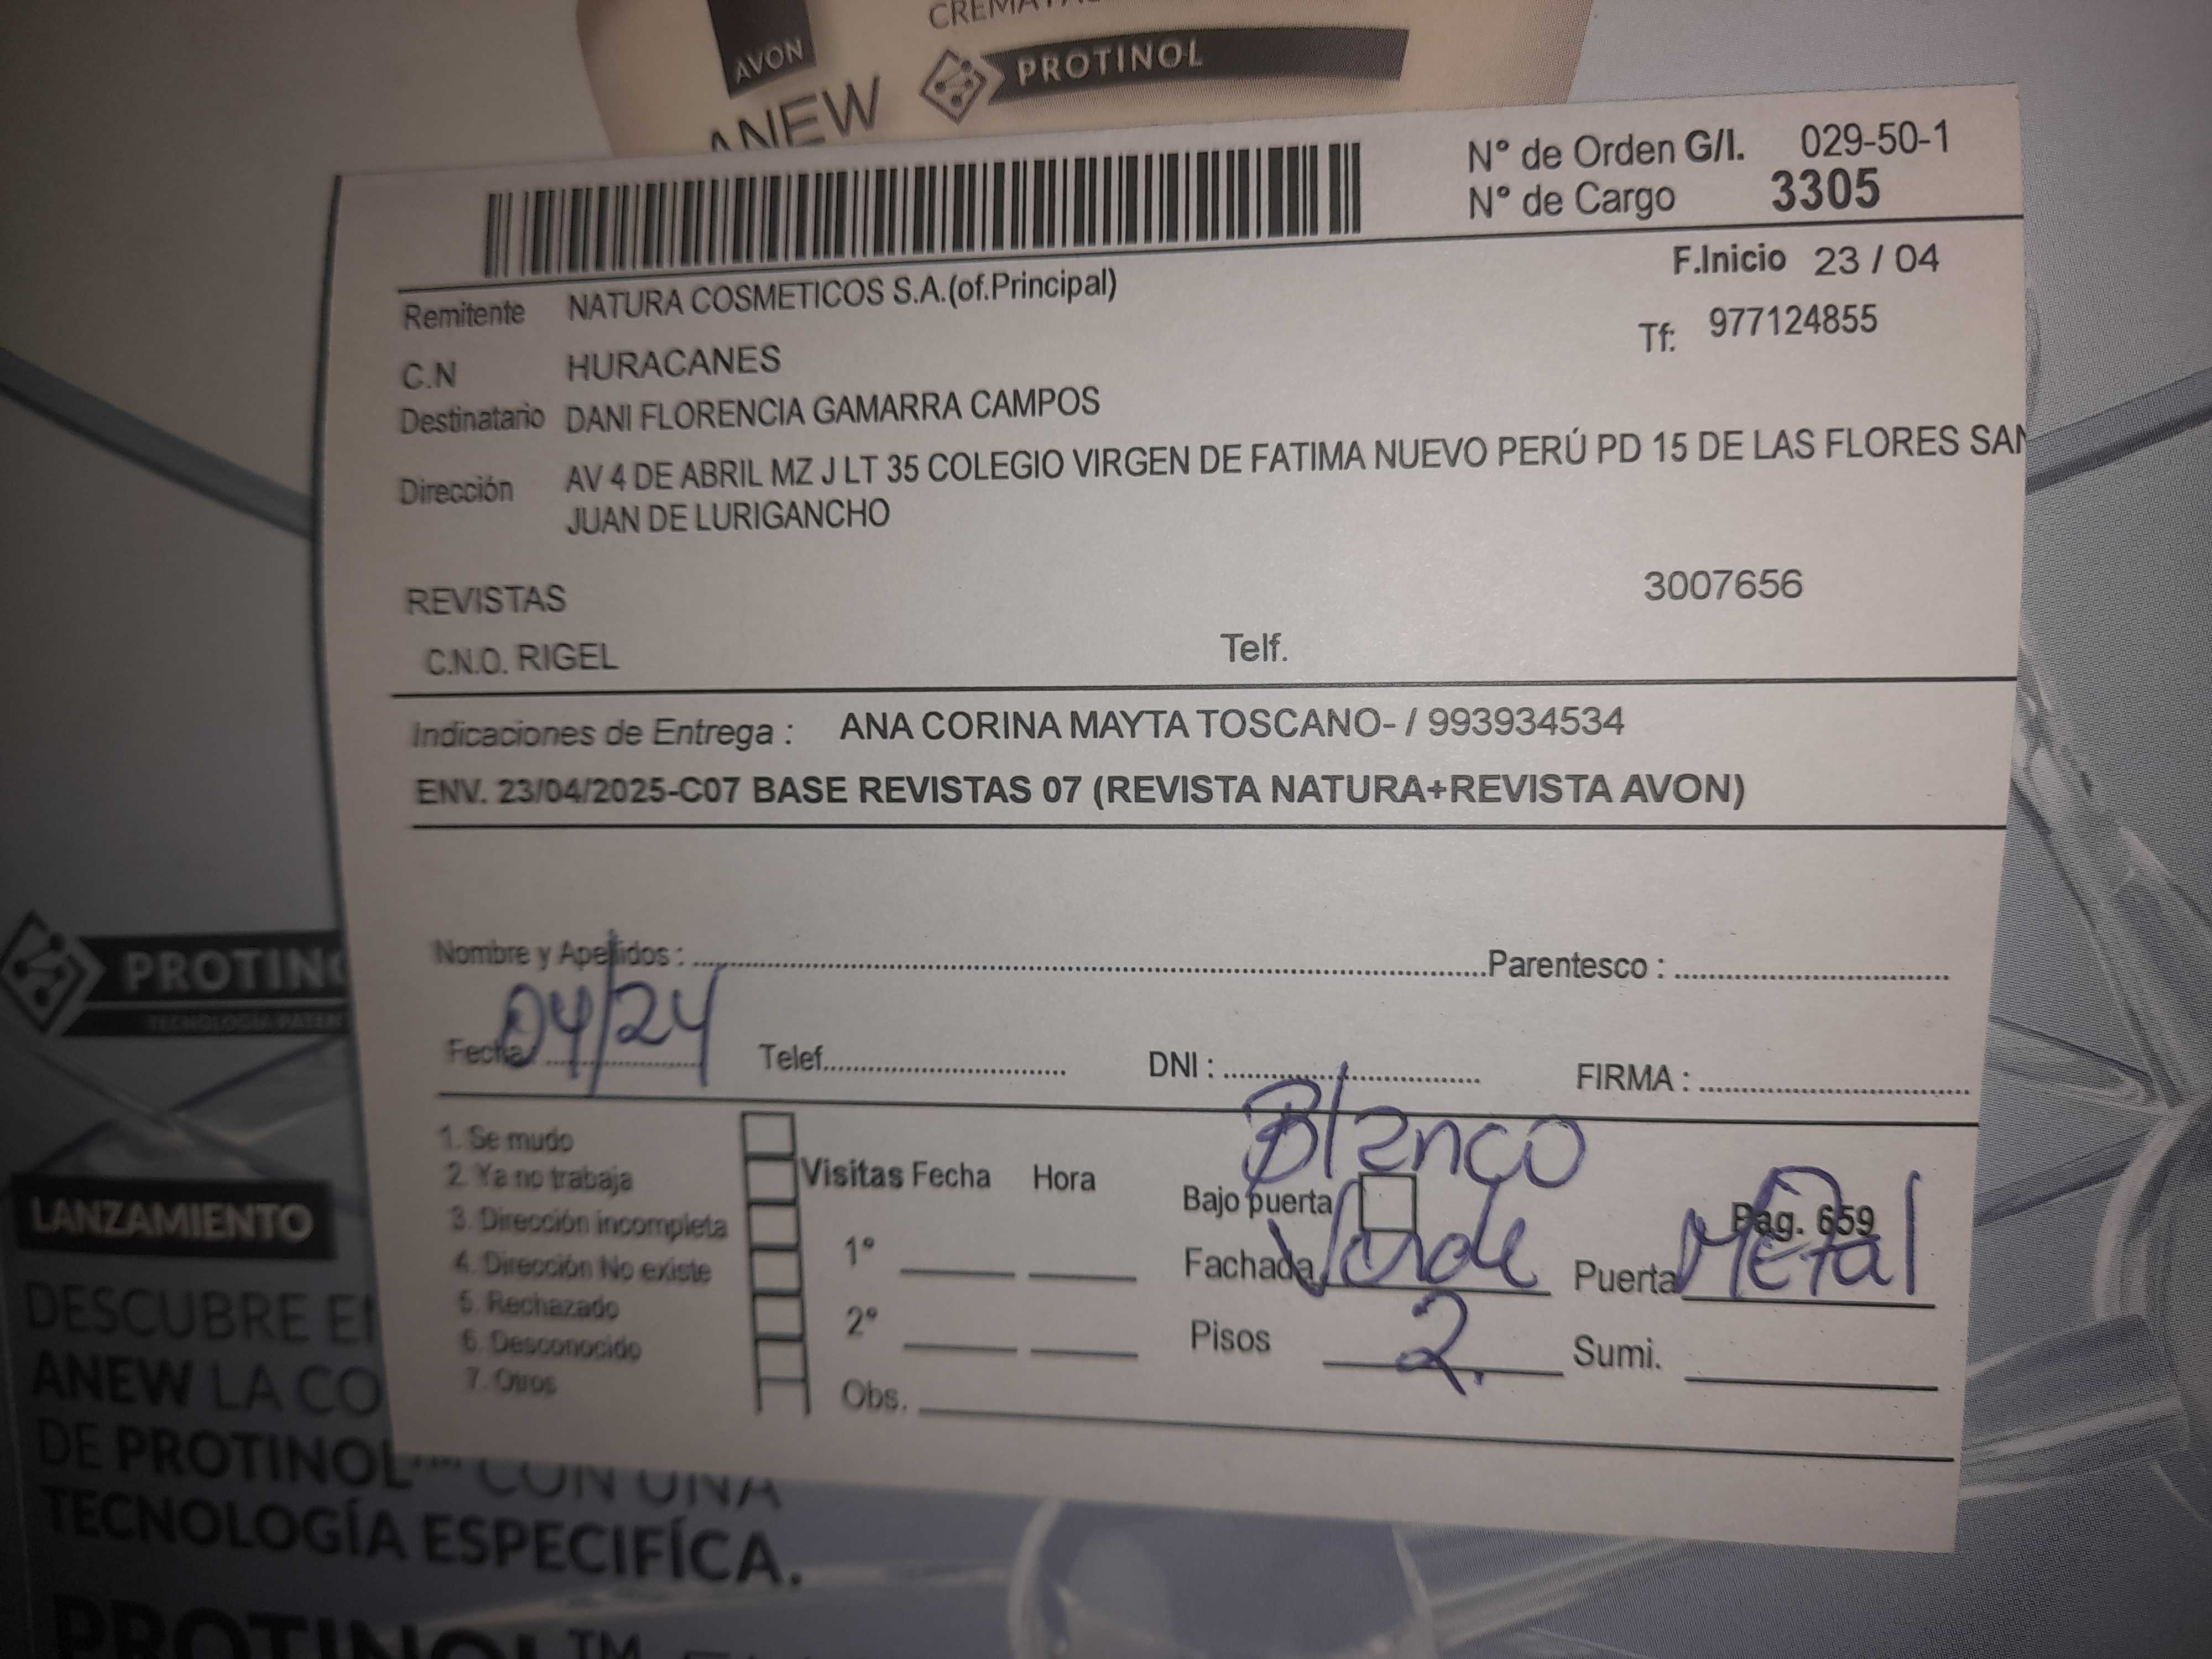 CREMA
AVON
ANEW
PROTINOL
N° de Orden G/I. 029-50-1
N° de Cargo 3305
F.Inicio 23 / 04
Remitente NATURA COSMETICOS S.A.(of.Principal)
Tf: 977124855
C.N HURACANES
Destinatario DANI FLORENCIA GAMARRA CAMPOS
Dirección AV 4 DE ABRIL MZ J LT 35 COLEGIO VIRGEN DE FATIMA NUEVO PERÚ PD 15 DE LAS FLORES SAN
JUAN DE LURIGANCHO
REVISTAS 3007656
C.N.O. RIGEL Telf.
Indicaciones de Entrega : ANA CORINA MAYTA TOSCANO- / 993934534
ENV. 23/04/2025-C07 BASE REVISTAS 07 (REVISTA NATURA+REVISTA AVON)
Nombre y Apellidos : Parentesco :
Fecha: 04/24 Telef. DNI : FIRMA :
1. Se mudo
2. Ya no trabaja
3. Dirección incompleta
4. Dirección No existe
5. Rechazado
6. Desconocido
7. Otros
Visitas Fecha Hora
1°
2°
Obs.
Blanco
Bajo puerta
Pag. 659
Fachada Verde Puerta Metal
Pisos 2. Sumi.
PROTINO
TECNOLOGÍA PATEN
LANZAMIENTO
DESCUBRE EN
ANEW LA CO
DE PROTINOL™ CON UNA
TECNOLOGÍA ESPECIFÍCA.
PROTINOL™